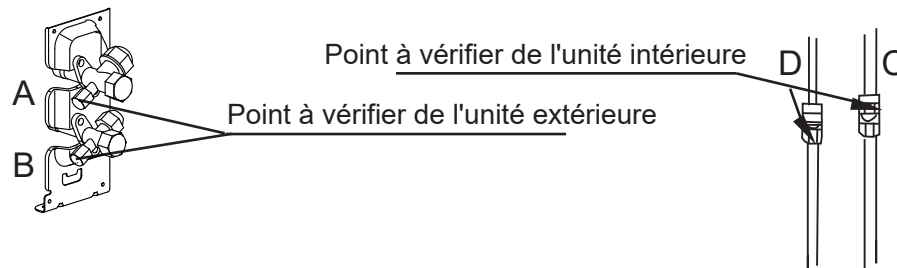 Point à vérifier de l'unité intérieure
D
C
A
Point à vérifier de l'unité extérieure
B